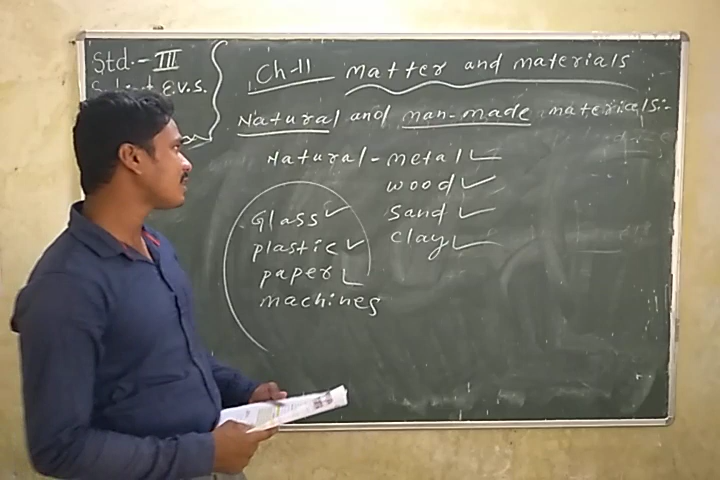 Std.- III
E.V.S.
Ch-11 Matter and materials
Natural and man-made materials:-
Natural - metal
wood
sand
clay
Glass
plastic
paper
machines